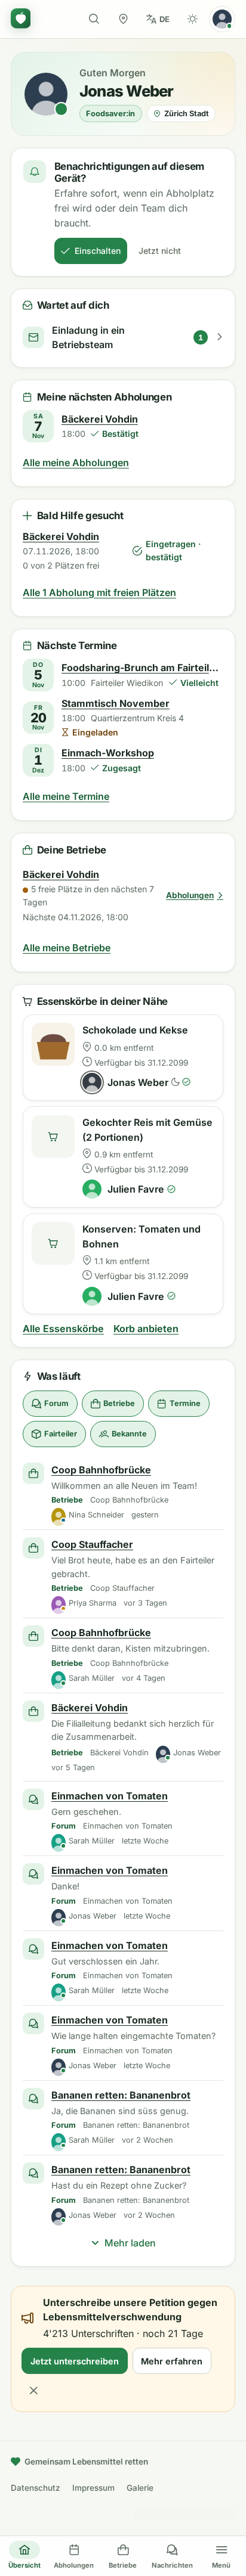 DE
Guten Morgen
Jonas Weber
Foodsaver:in
Zürich Stadt
Benachrichtigungen auf diesem
Gerät?
Erfahre sofort, wenn ein Abholplatz
frei wird oder dein Team dich
braucht.
Einschalten
Jetzt nicht
Wartet auf dich
Einladung in ein
Betriebsteam
1
Meine nächsten Abholungen
SA
7
Nov
Bäckerei Vondin
18:00 Bestätigt
Alle meine Abholungen
Bald Hilfe gesucht
Bäckerei Vondin
07.11.2026, 18:00
0 von 2 Plätzen frei
Eingetragen ·
bestätigt
Alle 1 Abholung mit freien Plätzen
Nächste Termine
DO
5
Nov
Foodsharing-Brunch am Fairteil…
10:00 Fairteiler Wiedikon Vielleicht
FR
20
Nov
Stammtisch November
18:00 Quartierzentrum Kreis 4
Eingeladen
DI
1
Dez
Einmach-Workshop
18:00 Zugesagt
Alle meine Termine
Deine Betriebe
Bäckerei Vondin
5 freie Plätze in den nächsten 7
Tagen
Nächste 04.11.2026, 18:00
Abholungen
Alle meine Betriebe
Essenskörbe in deiner Nähe
Schokolade und Kekse
0.0 km entfernt
Verfügbar bis 31.12.2099
Jonas Weber
Gekochter Reis mit Gemüse
(2 Portionen)
0.9 km entfernt
Verfügbar bis 31.12.2099
Julien Favre
Konserven: Tomaten und
Bohnen
1.1 km entfernt
Verfügbar bis 31.12.2099
Julien Favre
Alle Essenskörbe Korb anbieten
Was läuft
Forum Betriebe Termine
Fairteiler Bekannte
Coop Bahnhofbrücke
Willkommen an alle Neuen im Team!
Betriebe Coop Bahnhofbrücke
Nina Schneider gestern
Coop Stauffacher
Viel Brot heute, habe es an den Fairteiler
gebracht.
Betriebe Coop Stauffacher
Priya Sharma vor 3 Tagen
Coop Bahnhofbrücke
Bitte denkt daran, Kisten mitzubringen.
Betriebe Coop Bahnhofbrücke
Sarah Müller vor 4 Tagen
Bäckerei Vondin
Die Filialleitung bedankt sich herzlich für
die Zusammenarbeit.
Betriebe Bäckerei Vondin Jonas Weber
vor 5 Tagen
Einmachen von Tomaten
Gern geschehen.
Forum Einmachen von Tomaten
Sarah Müller letzte Woche
Einmachen von Tomaten
Danke!
Forum Einmachen von Tomaten
Jonas Weber letzte Woche
Einmachen von Tomaten
Gut verschlossen ein Jahr.
Forum Einmachen von Tomaten
Sarah Müller letzte Woche
Einmachen von Tomaten
Wie lange halten eingemachte Tomaten?
Forum Einmachen von Tomaten
Jonas Weber letzte Woche
Bananen retten: Bananenbrot
Ja, die Bananen sind süss genug.
Forum Bananen retten: Bananenbrot
Sarah Müller vor 2 Wochen
Bananen retten: Bananenbrot
Hast du ein Rezept ohne Zucker?
Forum Bananen retten: Bananenbrot
Jonas Weber vor 2 Wochen
Mehr laden
Unterschreibe unsere Petition gegen
Lebensmittelverschwendung
4'213 Unterschriften · noch 21 Tage
Jetzt unterschreiben
Mehr erfahren
Gemeinsam Lebensmittel retten
Datenschutz Impressum Galerie
Übersicht Abholungen Betriebe Nachrichten Menü